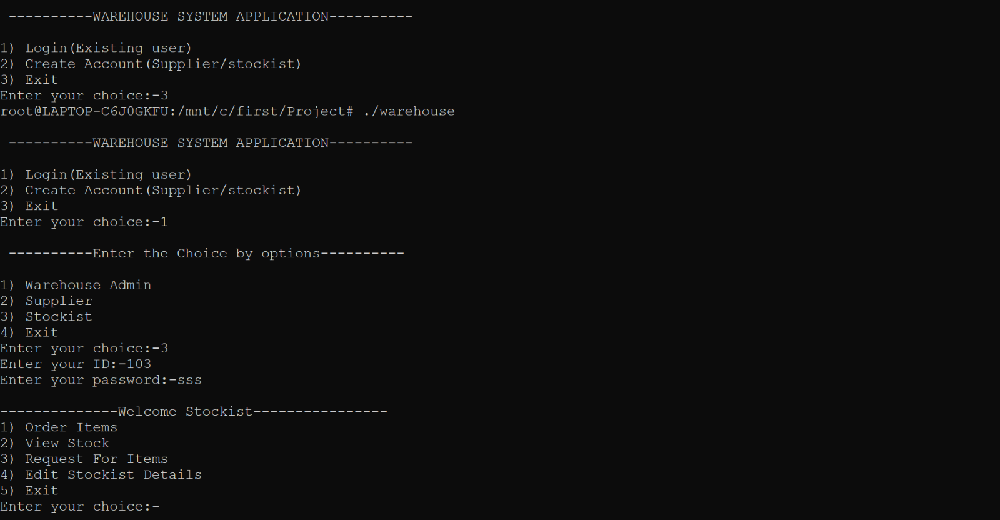 ----------WAREHOUSE SYSTEM APPLICATION----------
1) Login(Existing user)
2) Create Account(Supplier/stockist)
3) Exit
Enter your choice:-3
root@LAPTOP-C6J0GKFU:/mnt/c/first/Project# ./warehouse
----------WAREHOUSE SYSTEM APPLICATION----------
1) Login(Existing user)
2) Create Account(Supplier/stockist)
3) Exit
Enter your choice:-1
----------Enter the Choice by options----------
1) Warehouse Admin
2) Supplier
3) Stockist
4) Exit
Enter your choice:-3
Enter your ID:-103
Enter your password:-sss
--------------Welcome Stockist----------------
1) Order Items
2) View Stock
3) Request For Items
4) Edit Stockist Details
5) Exit
Enter your choice:-